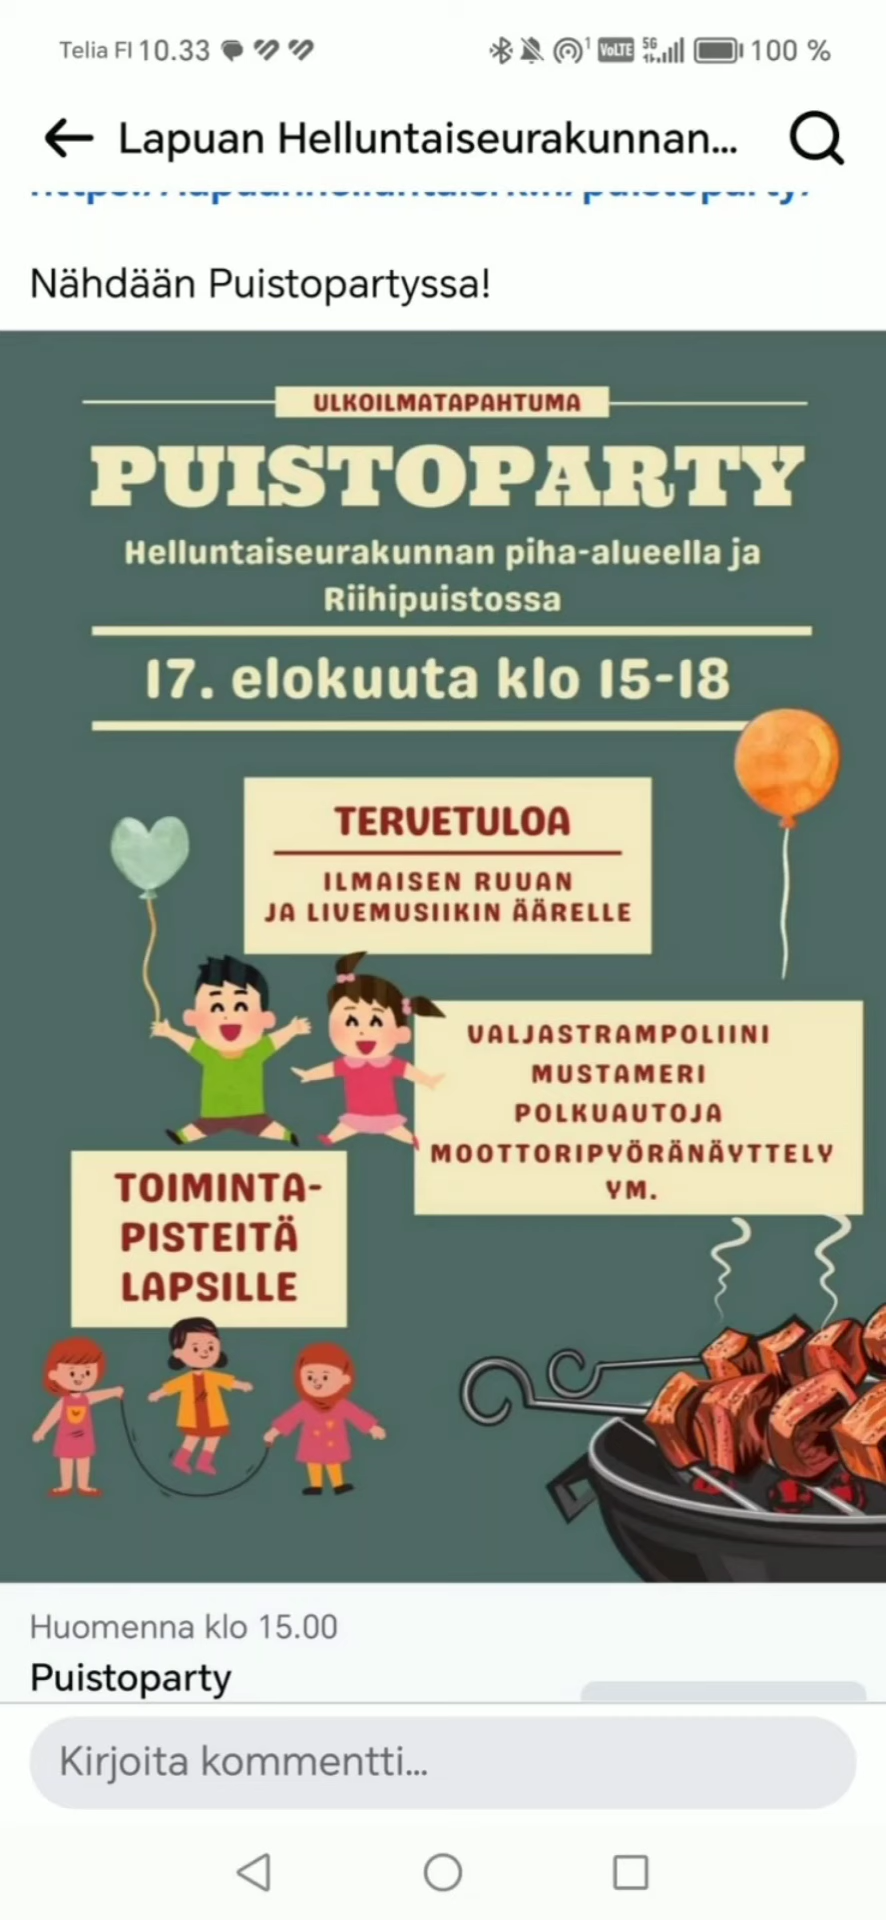 Telia FI 10.33
VoLTE 5G 100 %
Lapuan Helluntaiseurakunnan...
Nähdään Puistopartyssa!
ULKOILMATAPAHTUMA
PUISTOPARTY
Helluntaiseurakunnan piha-alueella ja
Riihipuistossa
17. elokuuta klo 15-18
TERVETULOA
ILMAISEN RUUAN
JA LIVEMUSIIKIN ÄÄRELLE
VALJASTRAMPOLIINI
MUSTAMERI
POLKUAUTOJA
MOOTTORIPYÖRÄNÄYTTELY
YM.
TOIMINTA-
PISTEITÄ
LAPSILLE
Huomenna klo 15.00
Puistoparty
Kirjoita kommentti...